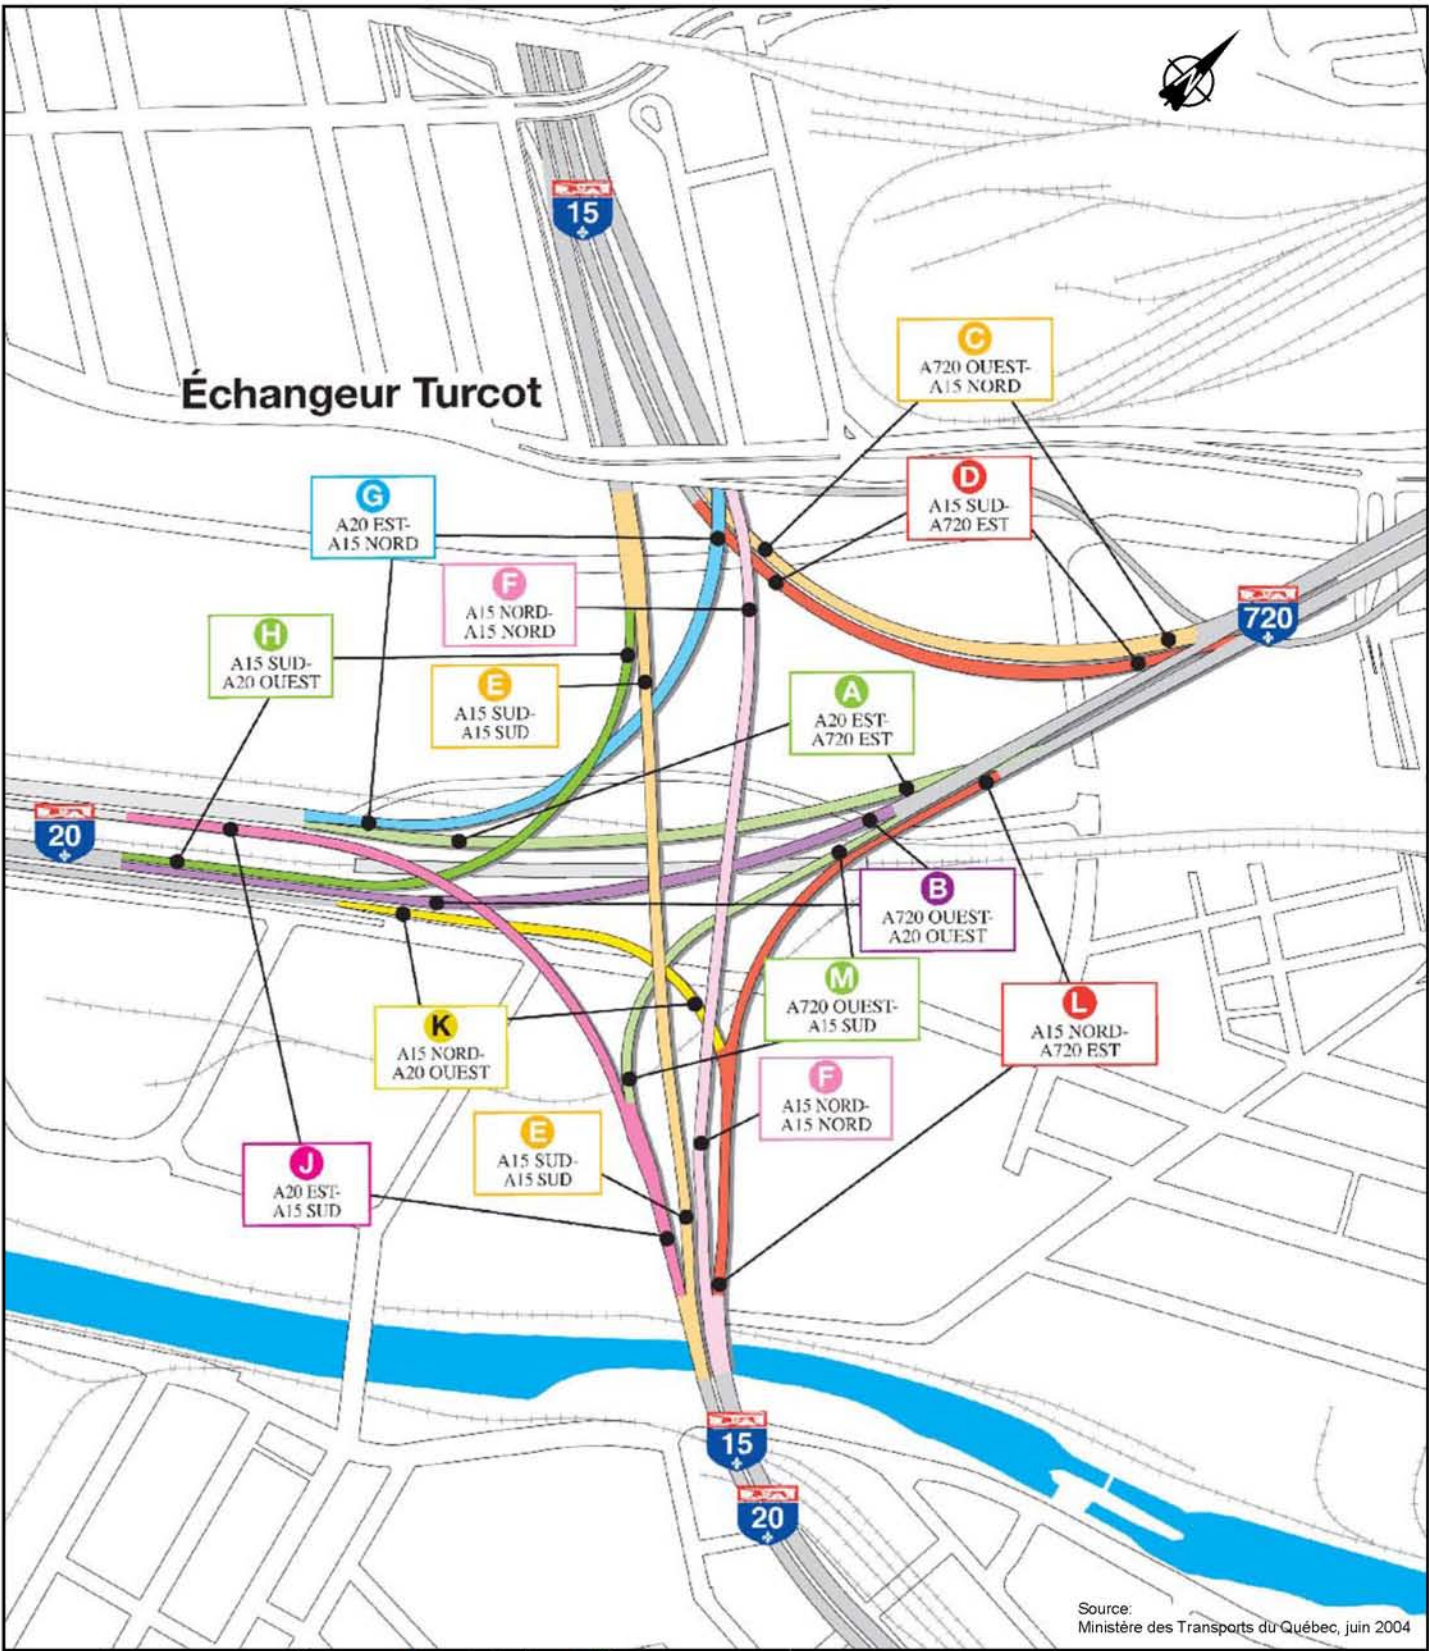 15
Échangeur Turcot
C
A720 OUEST-
A15 NORD
D
A15 SUD-
A720 EST
G
A20 EST-
A15 NORD
F
A15 NORD-
A15 NORD
720
H
A15 SUD-
A20 OUEST
E
A15 SUD-
A15 SUD
A
A20 EST-
A720 EST
20
B
A720 OUEST-
A20 OUEST
M
A720 OUEST-
A15 SUD
L
A15 NORD-
A720 EST
K
A15 NORD-
A20 OUEST
F
A15 NORD-
A15 NORD
E
A15 SUD-
A15 SUD
J
A20 EST-
A15 SUD
15
20
Source:
Ministère des Transports du Québec, juin 2004